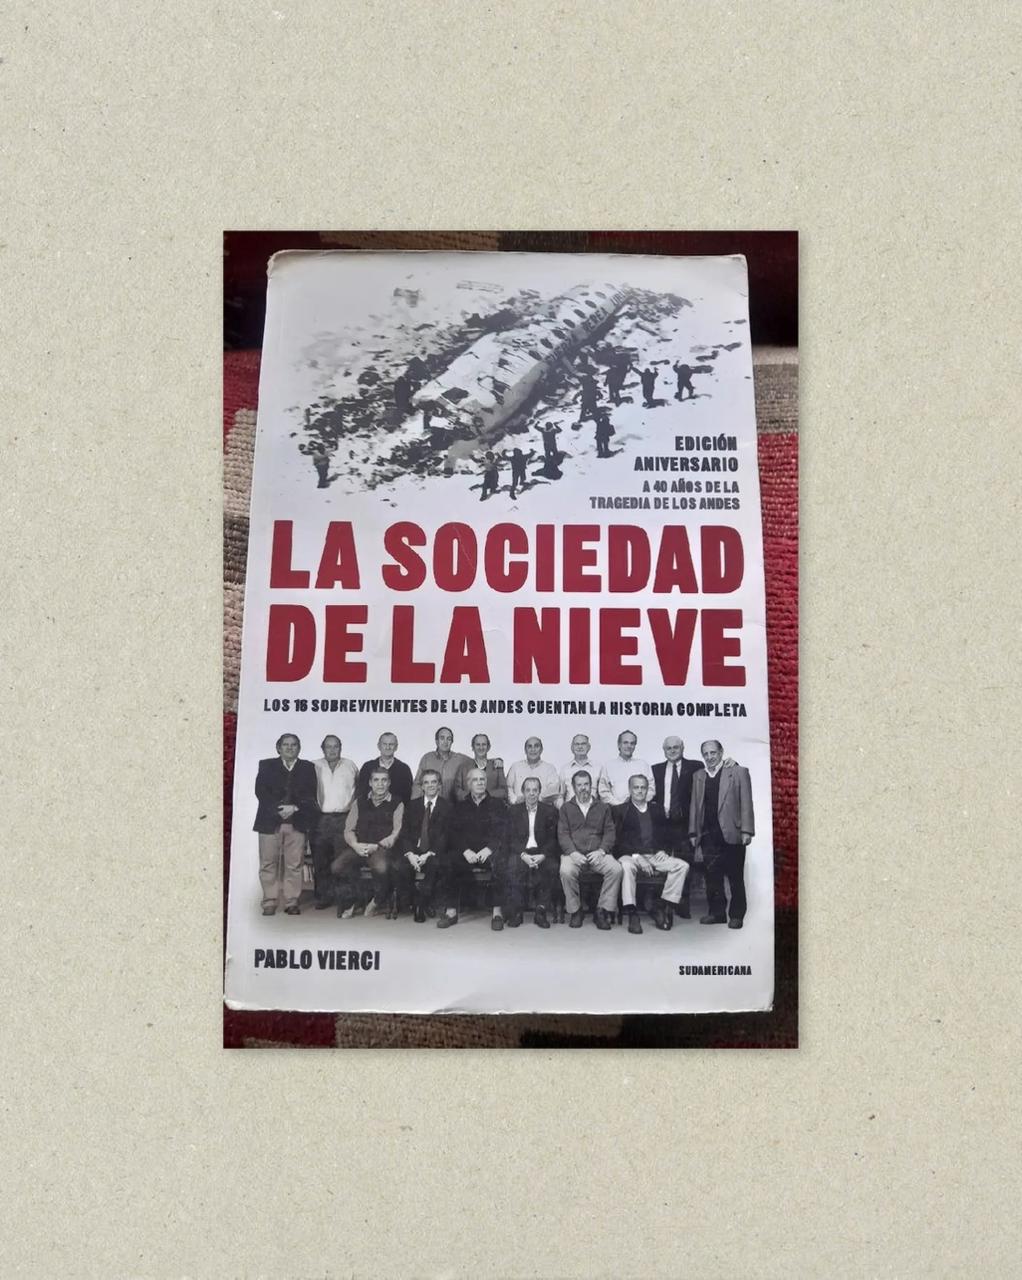 EDICIÓN
ANIVERSARIO
A 40 AÑOS DE LA
TRAGEDIA DE LOS ANDES
LA SOCIEDAD
DE LA NIEVE
LOS 16 SOBREVIVIENTES DE LOS ANDES CUENTAN LA HISTORIA COMPLETA
PABLO VIERCI
SUDAMERICANA